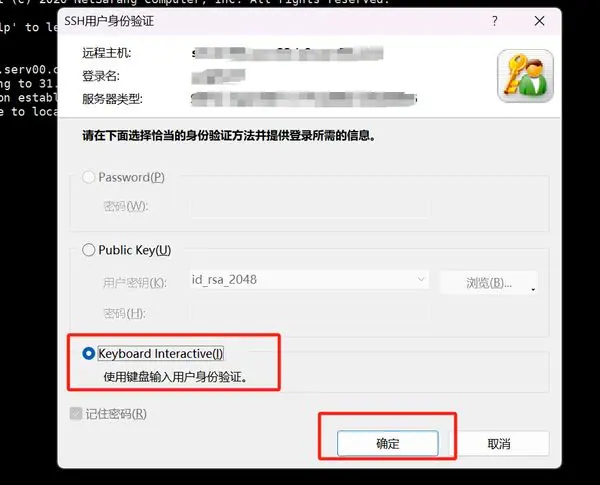 (C) 2020 NetSarang Computer, Inc. All rights reserved.
SSH用户身份验证
lp' to le
远程主机:
登录名:
.serv00.c
服务器类型:
ng to 31.
on establ
e to loca
请在下面选择恰当的身份验证方法并提供登录所需的信息。
Password(P)
密码(W):
Public Key(U)
用户密钥(K):
id_rsa_2048
浏览(B)...
密码(H):
Keyboard Interactive(I)
使用键盘输入用户身份验证。
记住密码(R)
确定
取消